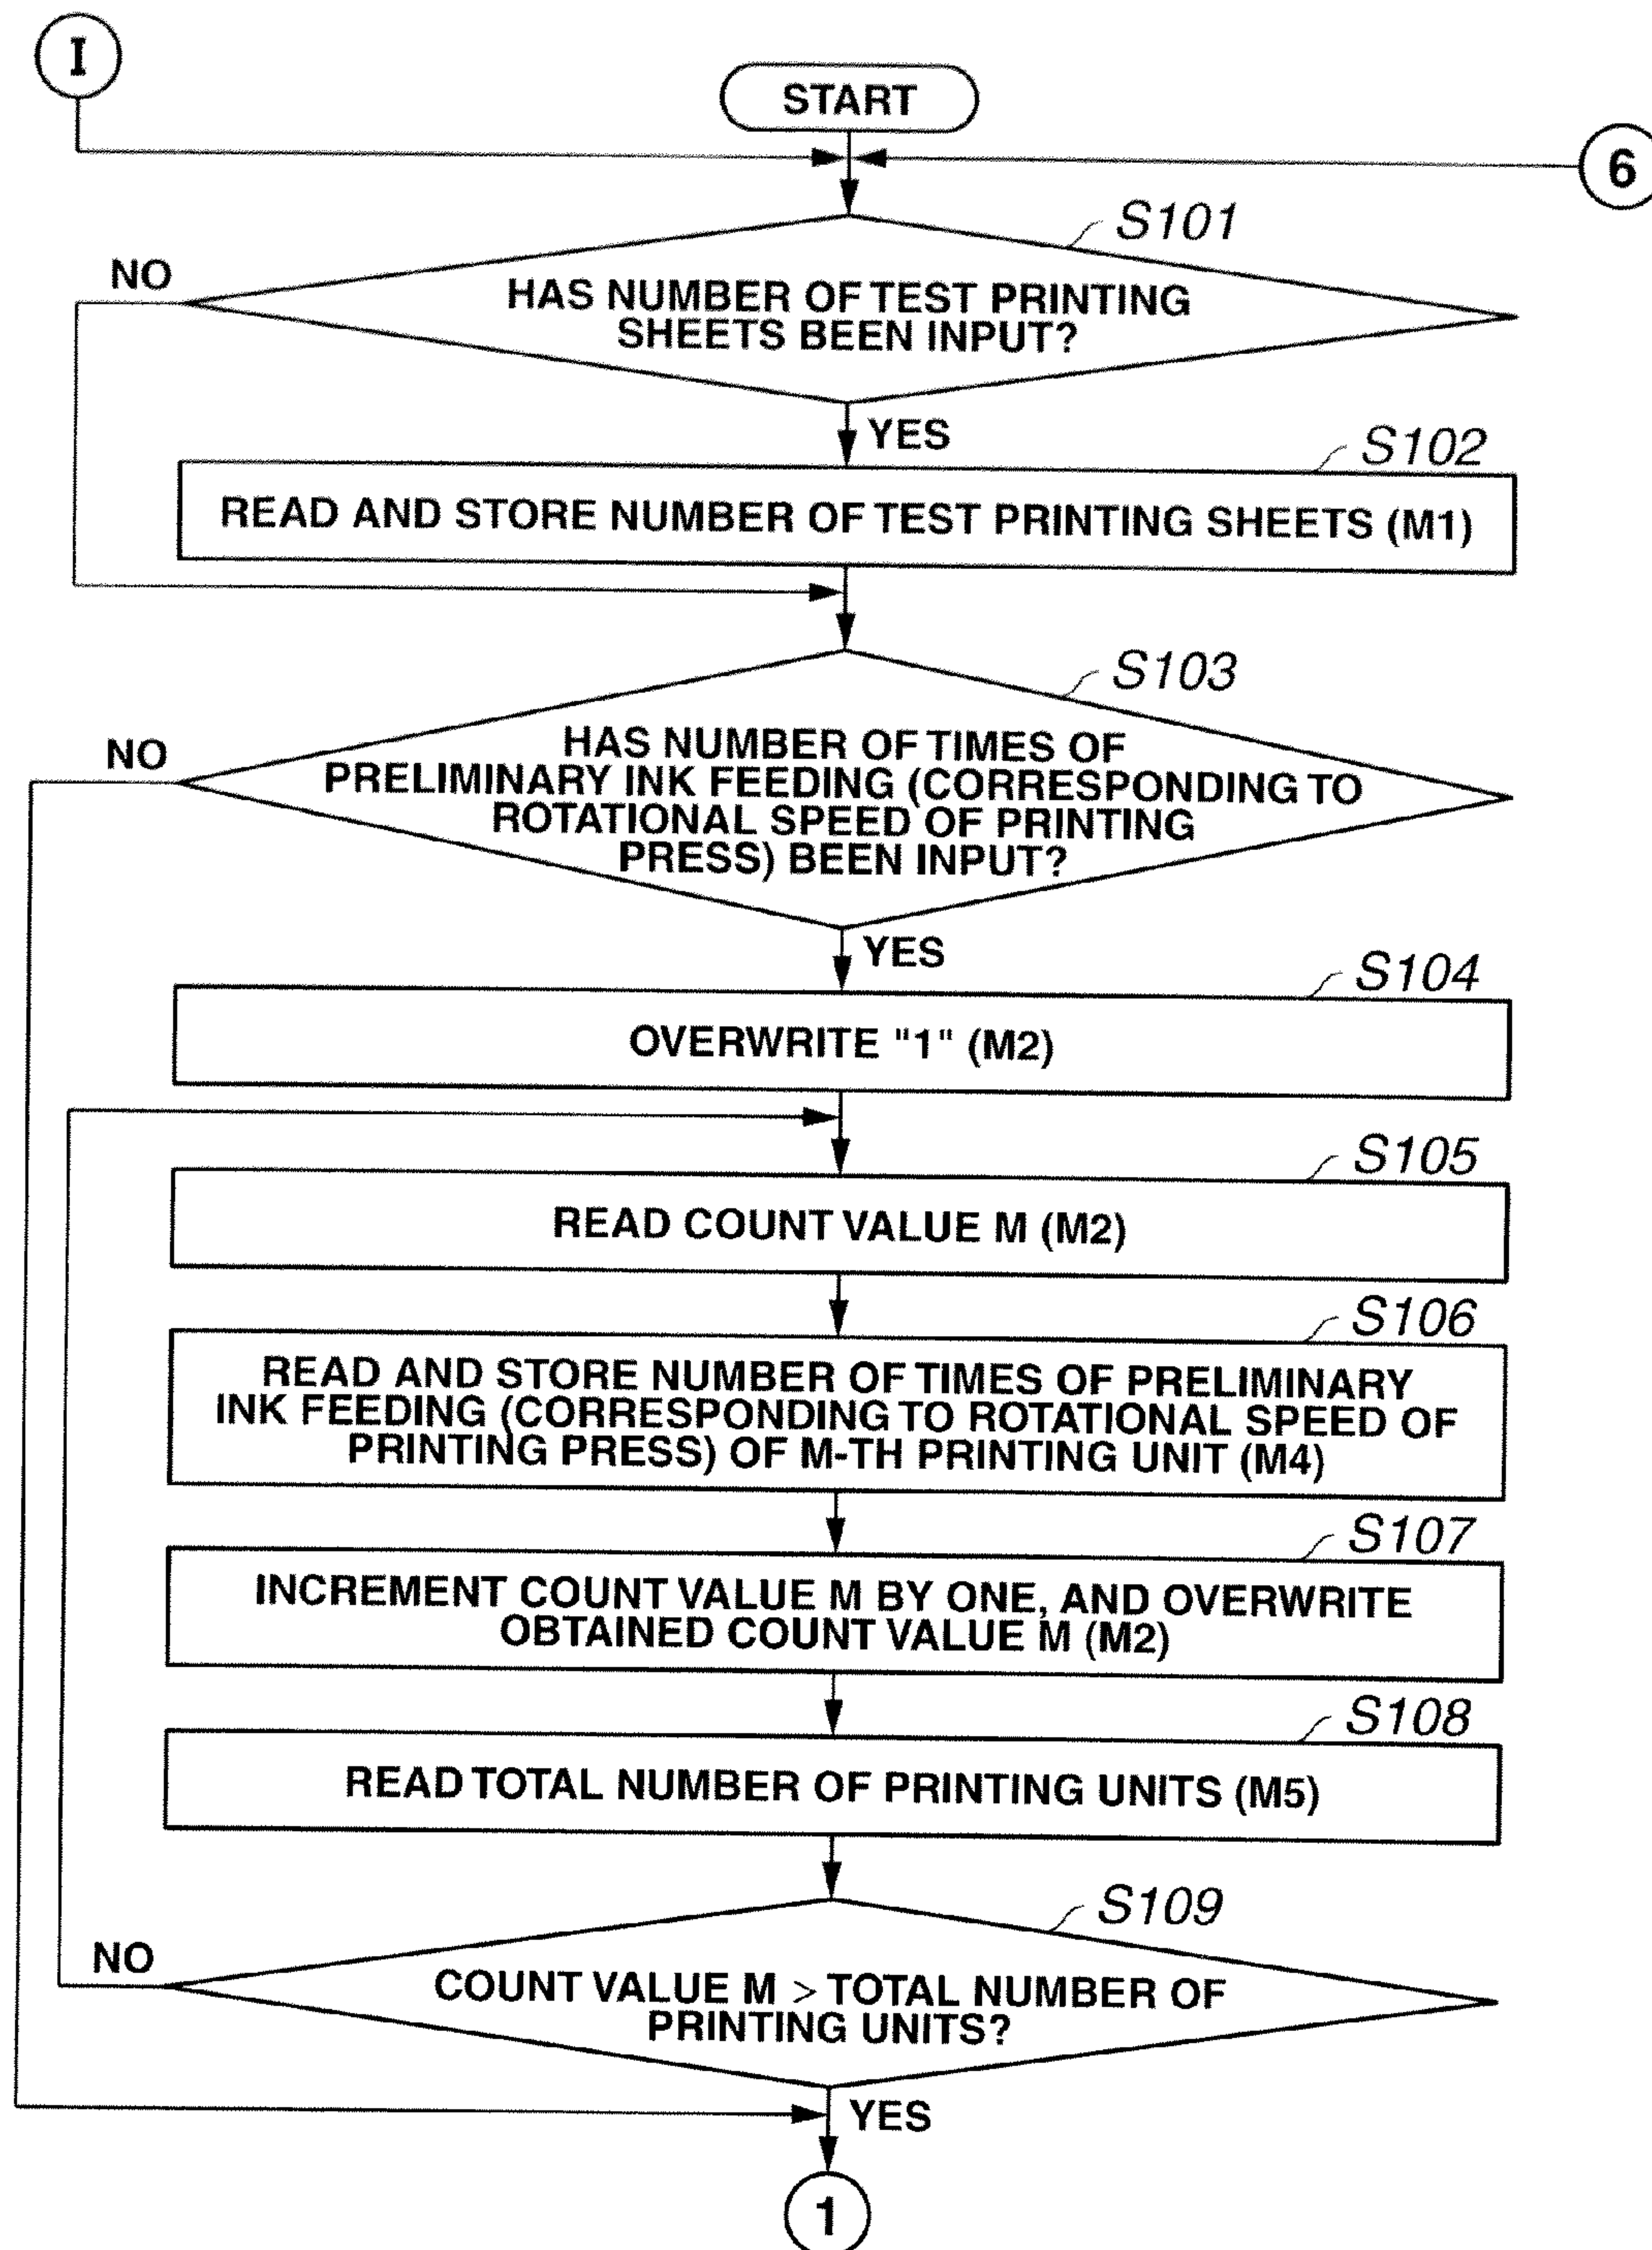 I
START
6
S101
NO
HAS NUMBER OF TEST PRINTING
SHEETS BEEN INPUT?
YES
S102
READ AND STORE NUMBER OF TEST PRINTING SHEETS (M1)
S103
NO
HAS NUMBER OF TIMES OF
PRELIMINARY INK FEEDING (CORRESPONDING TO
ROTATIONAL SPEED OF PRINTING
PRESS) BEEN INPUT?
YES
S104
OVERWRITE "1" (M2)
S105
READ COUNT VALUE M (M2)
S106
READ AND STORE NUMBER OF TIMES OF PRELIMINARY
INK FEEDING (CORRESPONDING TO ROTATIONAL SPEED OF
PRINTING PRESS) OF M-TH PRINTING UNIT (M4)
S107
INCREMENT COUNT VALUE M BY ONE, AND OVERWRITE
OBTAINED COUNT VALUE M (M2)
S108
READ TOTAL NUMBER OF PRINTING UNITS (M5)
S109
NO
COUNT VALUE M > TOTAL NUMBER OF
PRINTING UNITS?
YES
1